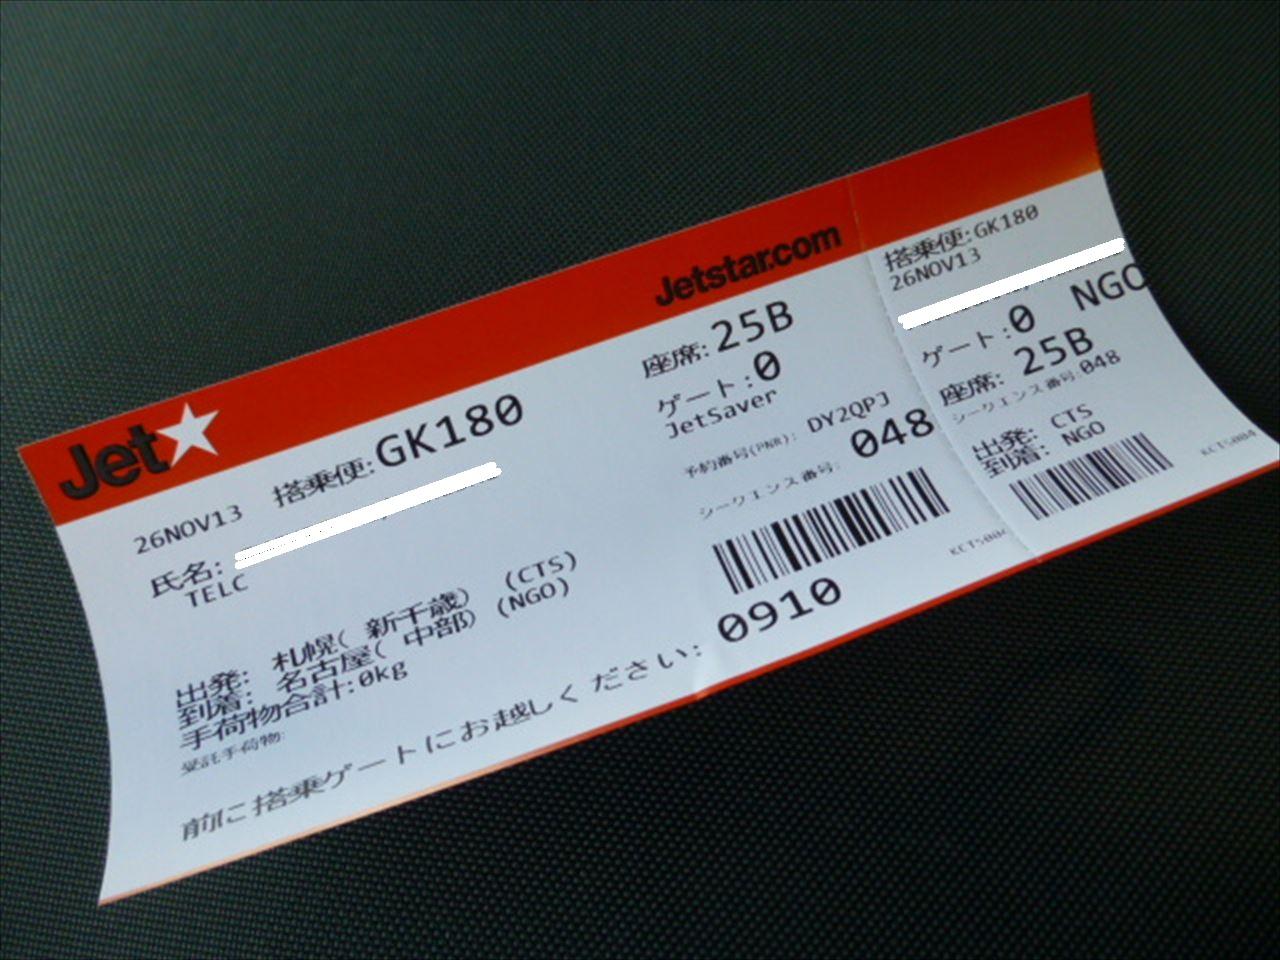 Jet★
Jetstar.com
26NOV13 搭乗便:GK180
氏名:
TELC
出発: 札幌( 新千歳) (CTS)
到着: 名古屋( 中部) (NGO)
手荷物合計:0kg
受託手荷物:
前に搭乗ゲートにお越しください: 0910
座席: 25B
ゲート:0
JetSaver
予約番号(PNR): DY2QPJ
シークエンス番号: 048
搭乗便:GK180
26NOV13
ゲート:0 NGO
座席: 25B
シークエンス番号:048
出発: CTS
到着: NGO